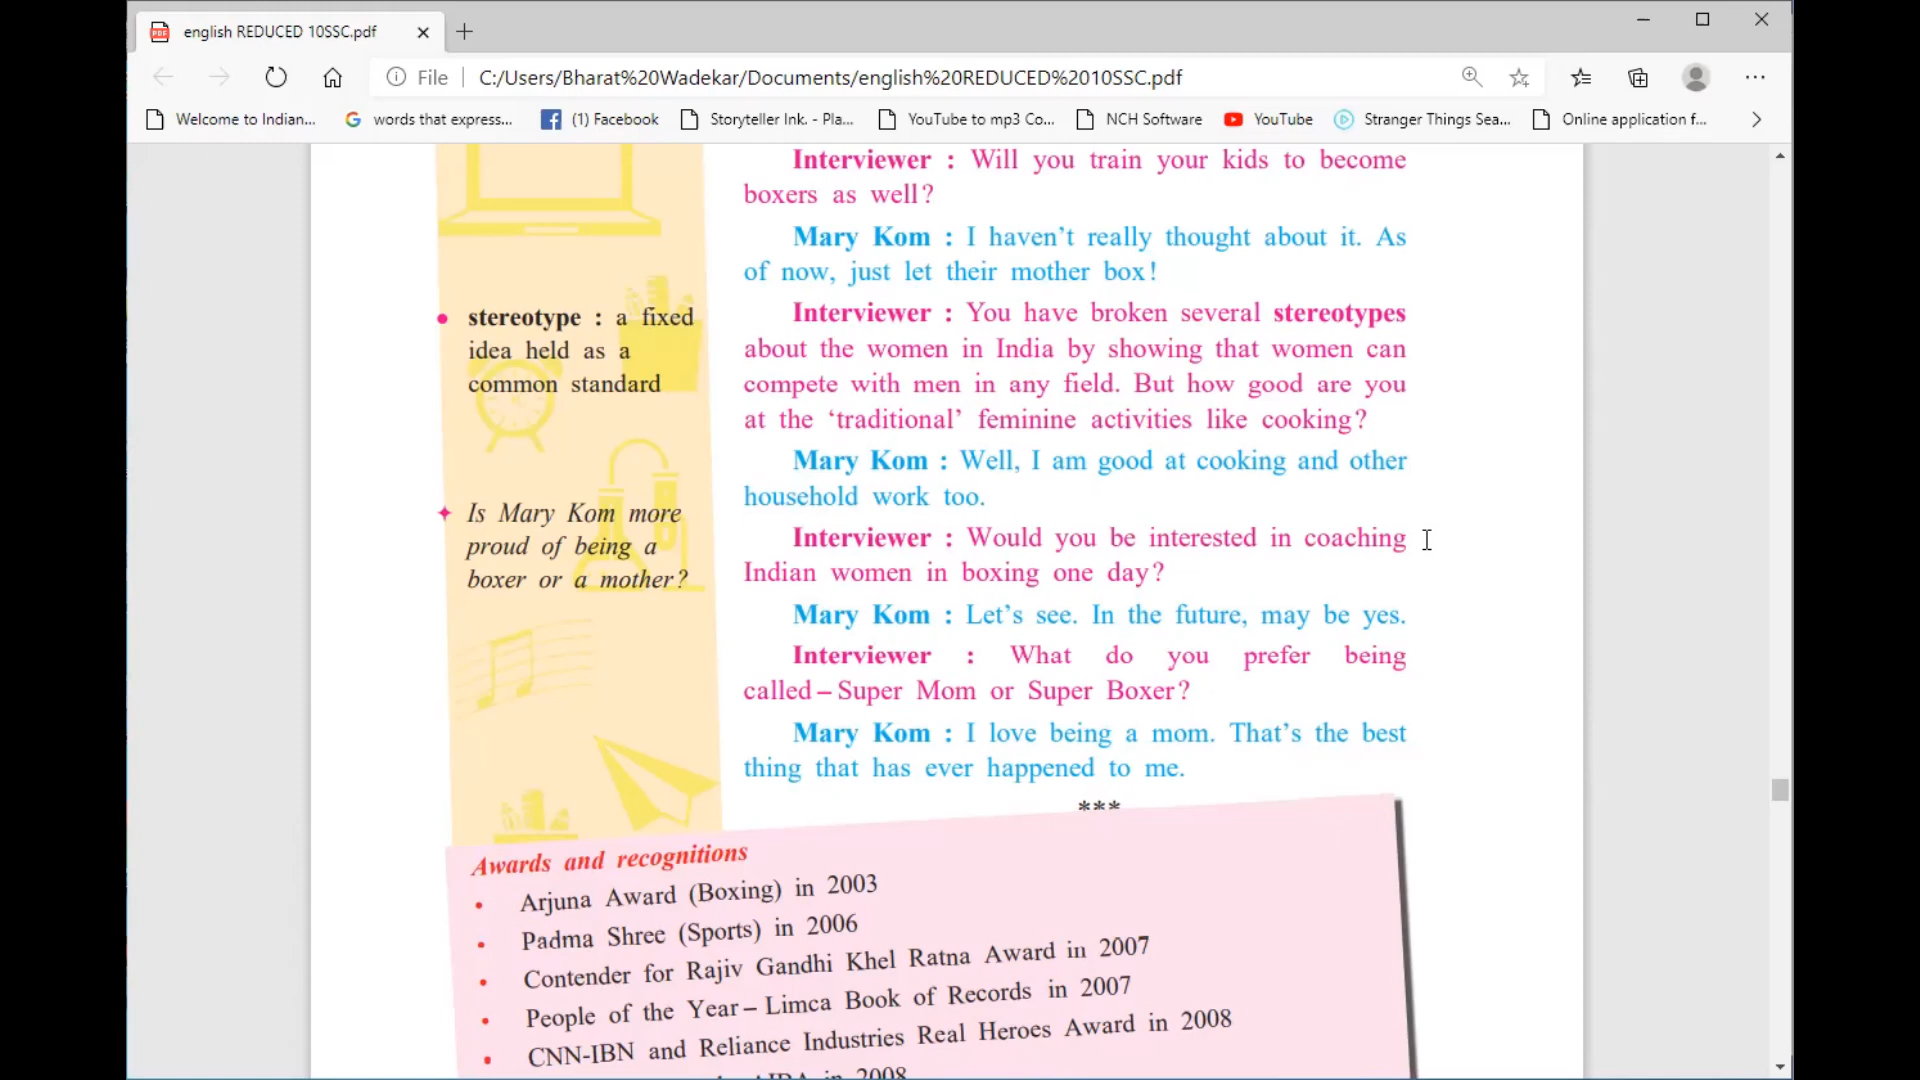 english REDUCED 10SSC.pdf
File
C:/Users/Bharat%20Wadekar/Documents/english%20REDUCED%2010SSC.pdf
Welcome to Indian...
words that express...
(1) Facebook
Storyteller Ink. - Pla...
YouTube to mp3 Co...
NCH Software
YouTube
Stranger Things Sea...
Online application f...
stereotype : a fixed
idea held as a
common standard
Is Mary Kom more
proud of being a
boxer or a mother?
Interviewer : Will you train your kids to become
boxers as well?
Mary Kom : I haven't really thought about it. As
of now, just let their mother box!
Interviewer : You have broken several stereotypes
about the women in India by showing that women can
compete with men in any field. But how good are you
at the 'traditional' feminine activities like cooking?
Mary Kom : Well, I am good at cooking and other
household work too.
Interviewer : Would you be interested in coaching
Indian women in boxing one day?
Mary Kom : Let's see. In the future, may be yes.
Interviewer : What do you prefer being
called – Super Mom or Super Boxer?
Mary Kom : I love being a mom. That's the best
thing that has ever happened to me.
***
Awards and recognitions
• Arjuna Award (Boxing) in 2003
• Padma Shree (Sports) in 2006
• Contender for Rajiv Gandhi Khel Ratna Award in 2007
• People of the Year – Limca Book of Records in 2007
• CNN-IBN and Reliance Industries Real Heroes Award in 2008
AIBA in 2008